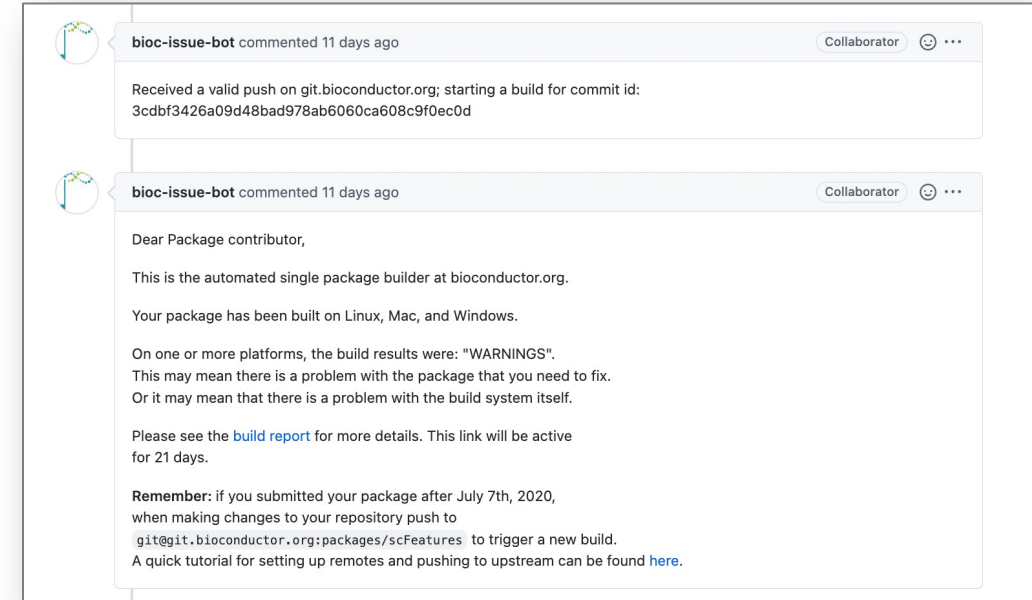 bioc-issue-bot commented 11 days ago Collaborator
Received a valid push on git.bioconductor.org; starting a build for commit id:
3cdbf3426a09d48bad978ab6060ca608c9f0ec0d
bioc-issue-bot commented 11 days ago Collaborator
Dear Package contributor,
This is the automated single package builder at bioconductor.org.
Your package has been built on Linux, Mac, and Windows.
On one or more platforms, the build results were: "WARNINGS".
This may mean there is a problem with the package that you need to fix.
Or it may mean that there is a problem with the build system itself.
Please see the build report for more details. This link will be active
for 21 days.
Remember: if you submitted your package after July 7th, 2020,
when making changes to your repository push to
git@git.bioconductor.org:packages/scFeatures to trigger a new build.
A quick tutorial for setting up remotes and pushing to upstream can be found here.